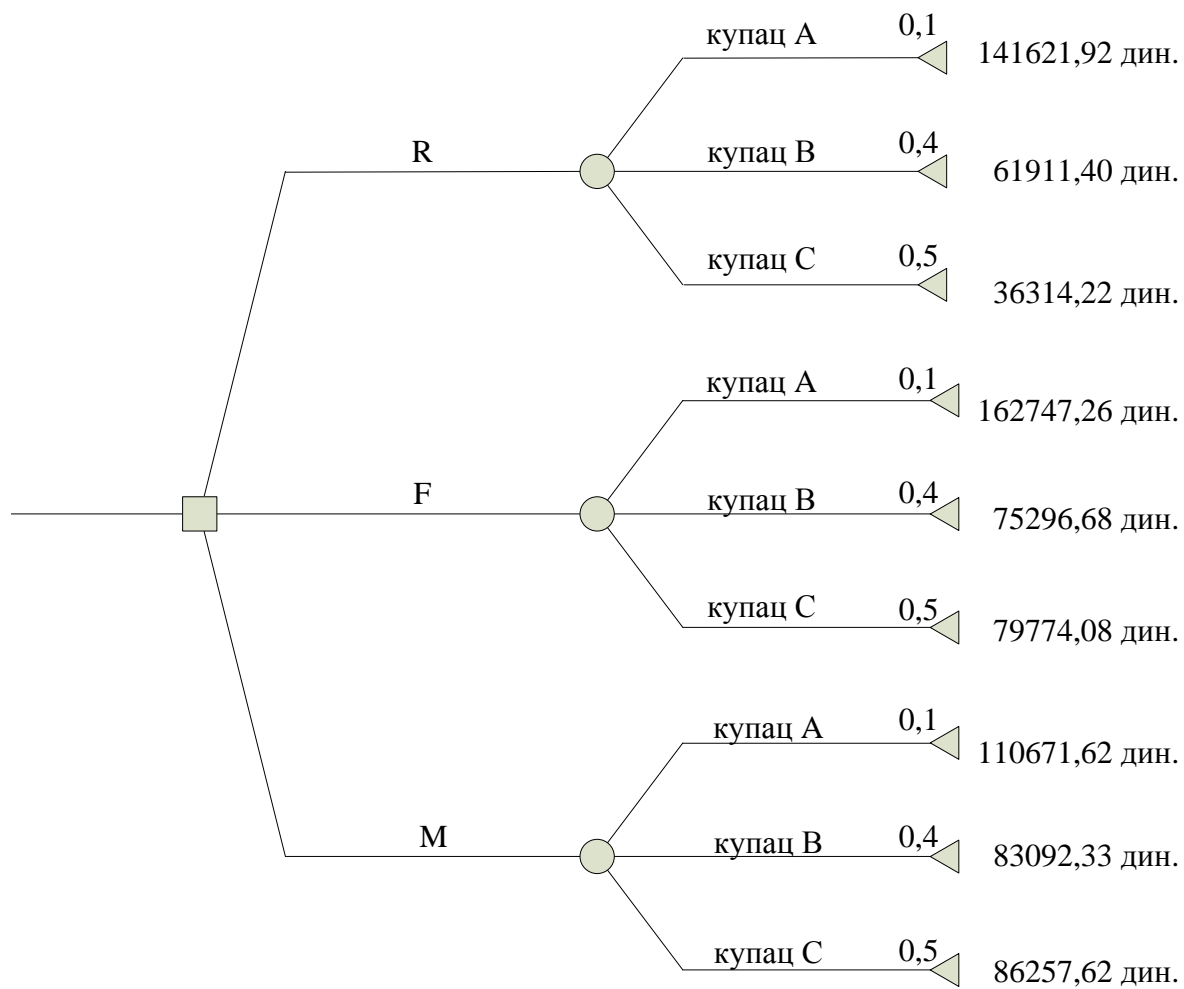 купац A 0,1 141621,92 дин.
R купац B 0,4 61911,40 дин.
купац C 0,5 36314,22 дин.
купац A 0,1 162747,26 дин.
F купац B 0,4 75296,68 дин.
купац C 0,5 79774,08 дин.
купац A 0,1 110671,62 дин.
M купац B 0,4 83092,33 дин.
купац C 0,5 86257,62 дин.